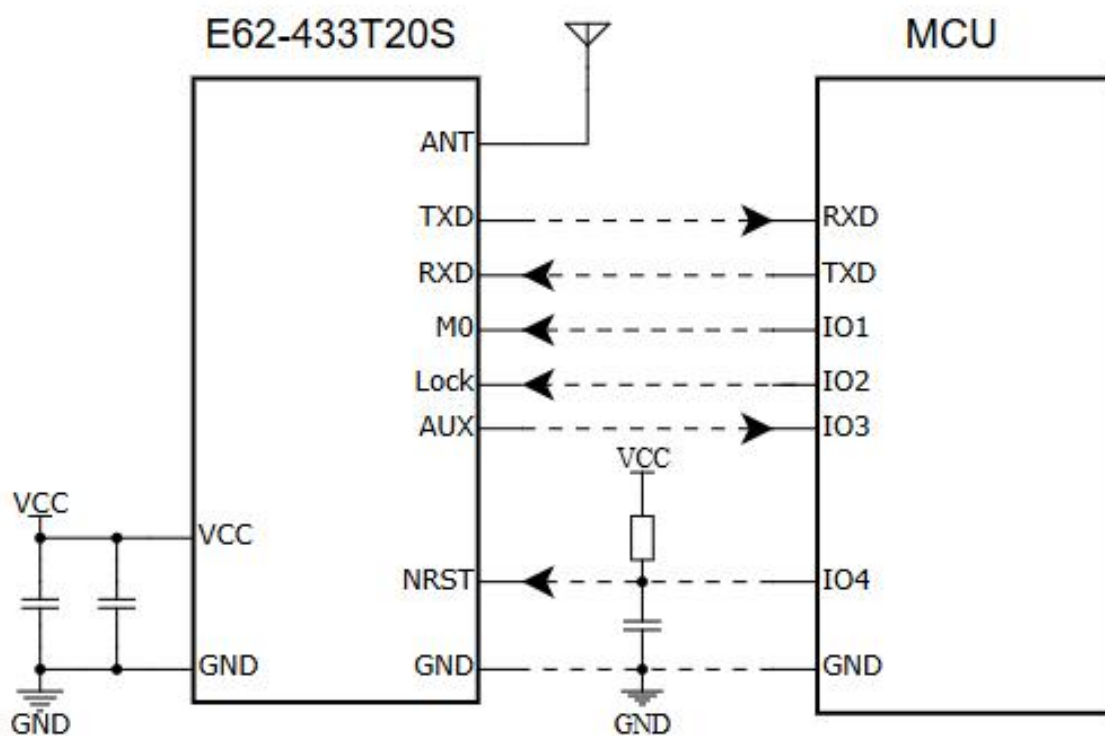 E62-433T20S
MCU
ANT
TXD
RXD
RXD
TXD
M0
IO1
Lock
IO2
AUX
IO3
VCC
VCC
VCC
NRST
IO4
GND
GND
GND
GND
GND